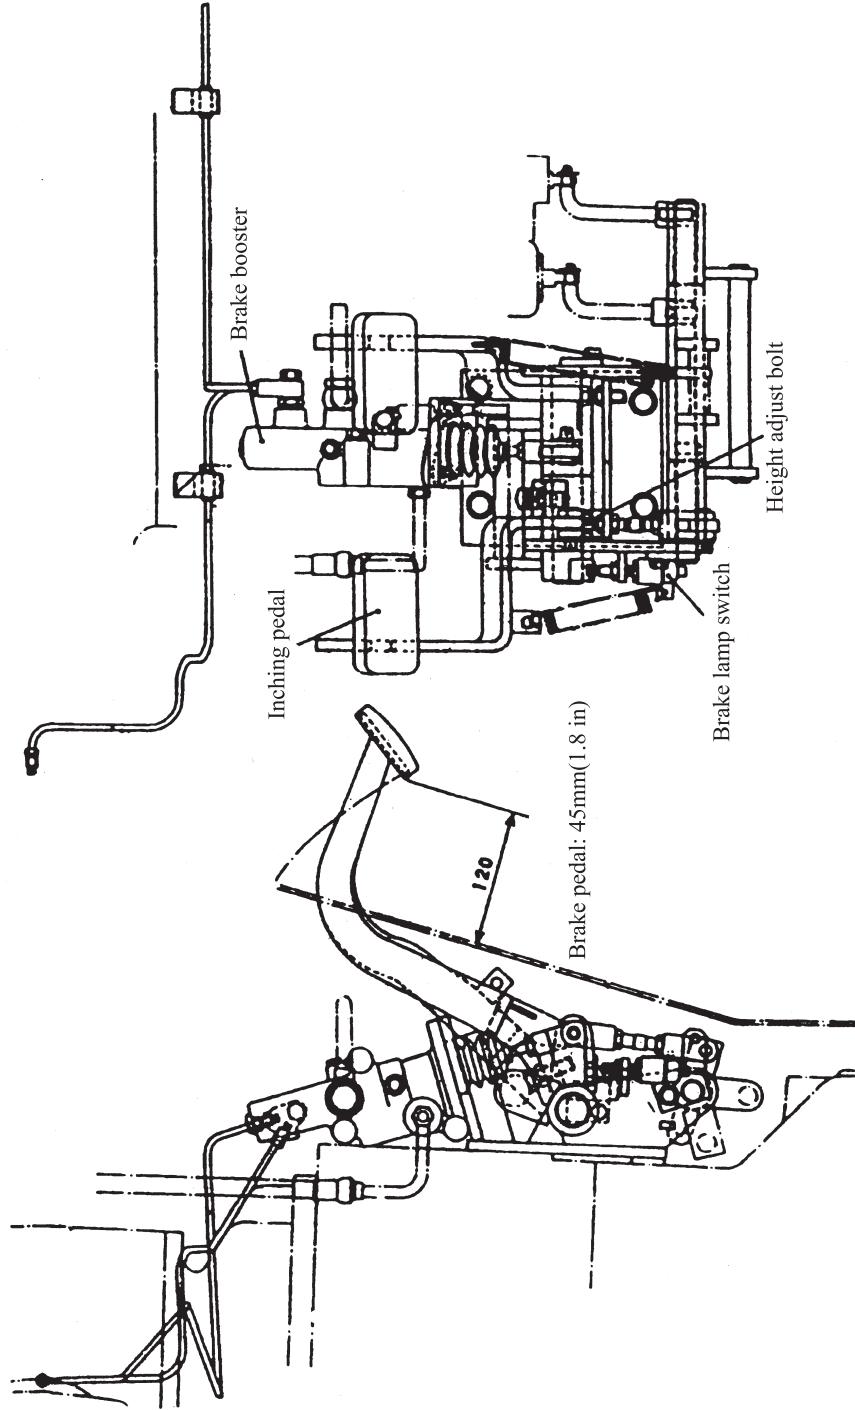 Brake booster
Inching pedal
Height adjust bolt
Brake lamp switch
120
Brake pedal: 45mm(1.8 in)